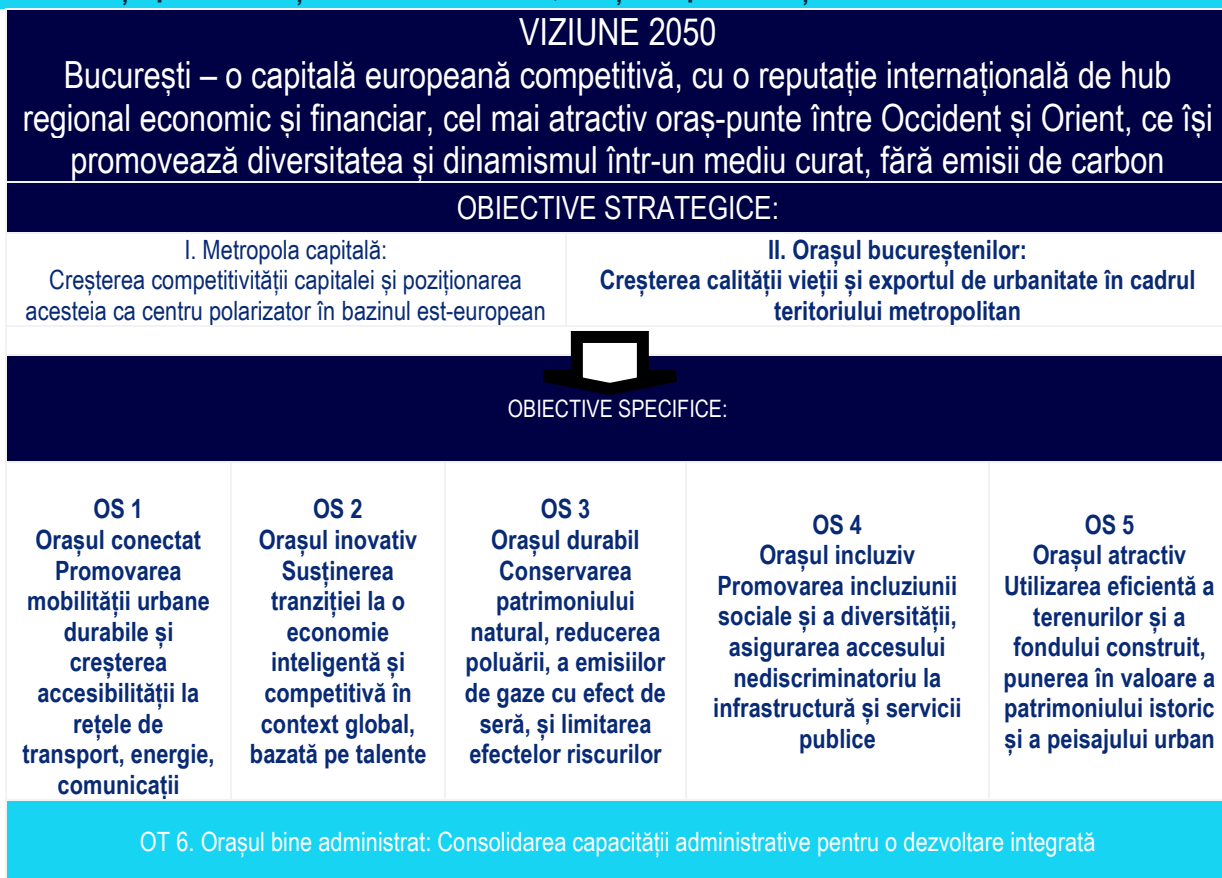 VIZIUNE 2050
București – o capitală europeană competitivă, cu o reputație internațională de hub
regional economic și financiar, cel mai atractiv oraș-punte între Occident și Orient, ce își
promovează diversitatea și dinamismul într-un mediu curat, fără emisii de carbon
OBIECTIVE STRATEGICE:
I. Metropola capitală:
Creșterea competitivității capitalei și poziționarea
acesteia ca centru polarizator în bazinul est-european
II. Orașul bucureștenilor:
Creșterea calității vieții și exportul de urbanitate în cadrul
teritoriului metropolitan
OBIECTIVE SPECIFICE:
OS 1
Orașul conectat
Promovarea
mobilității urbane
durabile și
creșterea
accesibilității la
rețele de
transport, energie,
comunicații
OS 2
Orașul inovativ
Susținerea
tranziției la o
economie
inteligentă și
competitivă în
context global,
bazată pe talente
OS 3
Orașul durabil
Conservarea
patrimoniului
natural, reducerea
poluării, a emisiilor
de gaze cu efect de
seră, și limitarea
efectelor riscurilor
OS 4
Orașul incluziv
Promovarea incluziunii
sociale și a diversității,
asigurarea accesului
nediscriminatoriu la
infrastructură și servicii
publice
OS 5
Orașul atractiv
Utilizarea eficientă a
terenurilor și a
fondului construit,
punerea în valoare a
patrimoniului istoric
și a peisajului urban
OT 6. Orașul bine administrat: Consolidarea capacității administrative pentru o dezvoltare integrată